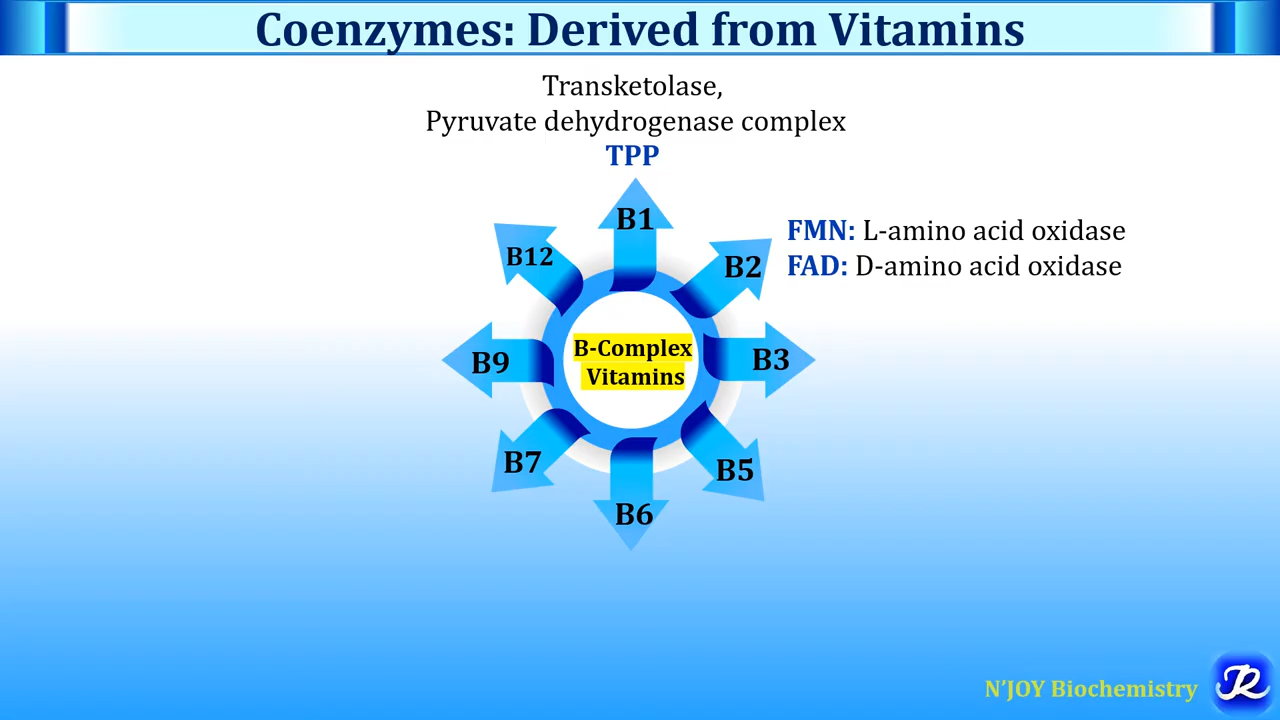 Coenzymes: Derived from Vitamins
Transketolase,
Pyruvate dehydrogenase complex
TPP
B1
B2
FMN: L-amino acid oxidase
FAD: D-amino acid oxidase
B12
B-Complex
Vitamins
B3
B9
B7
B5
B6
N'JOY Biochemistry